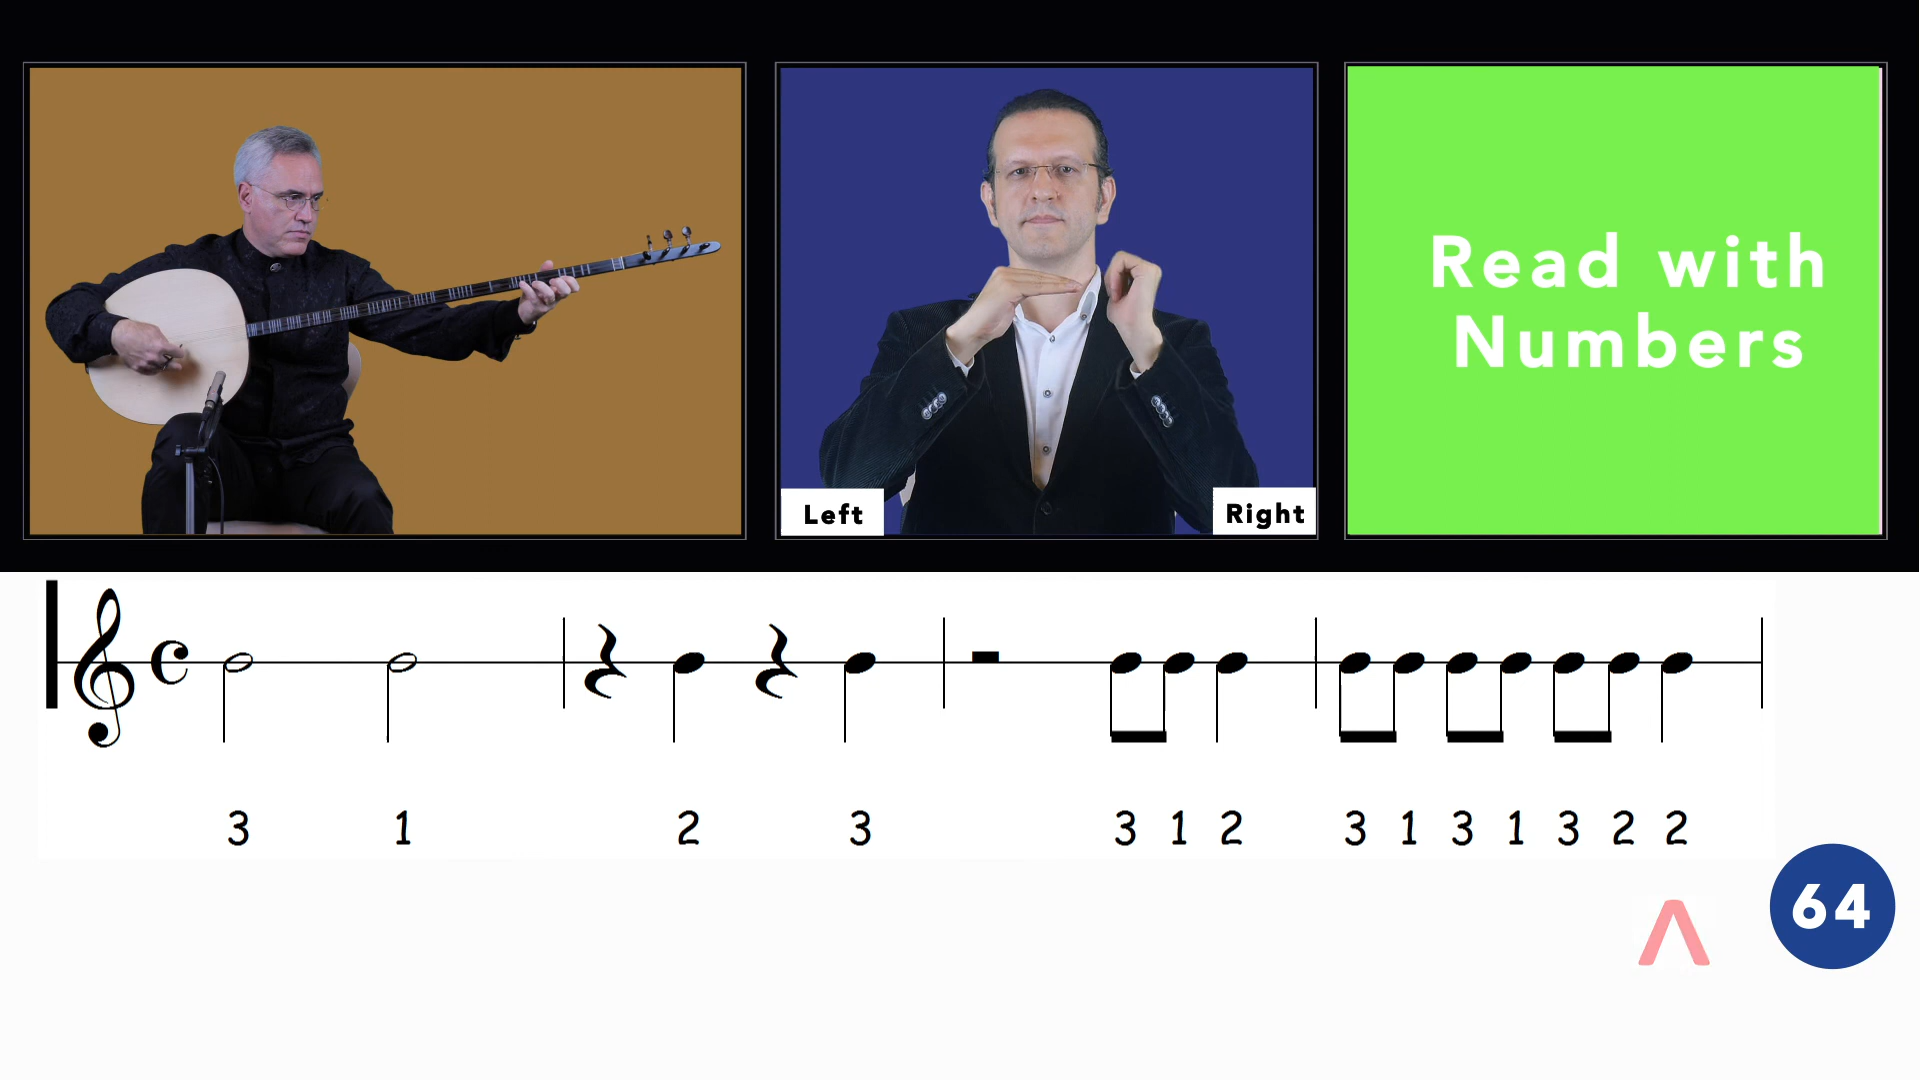 Read with
Numbers
Left
Right
3 1 2 3 3 1 2 3 1 3 1 3 2 2
64